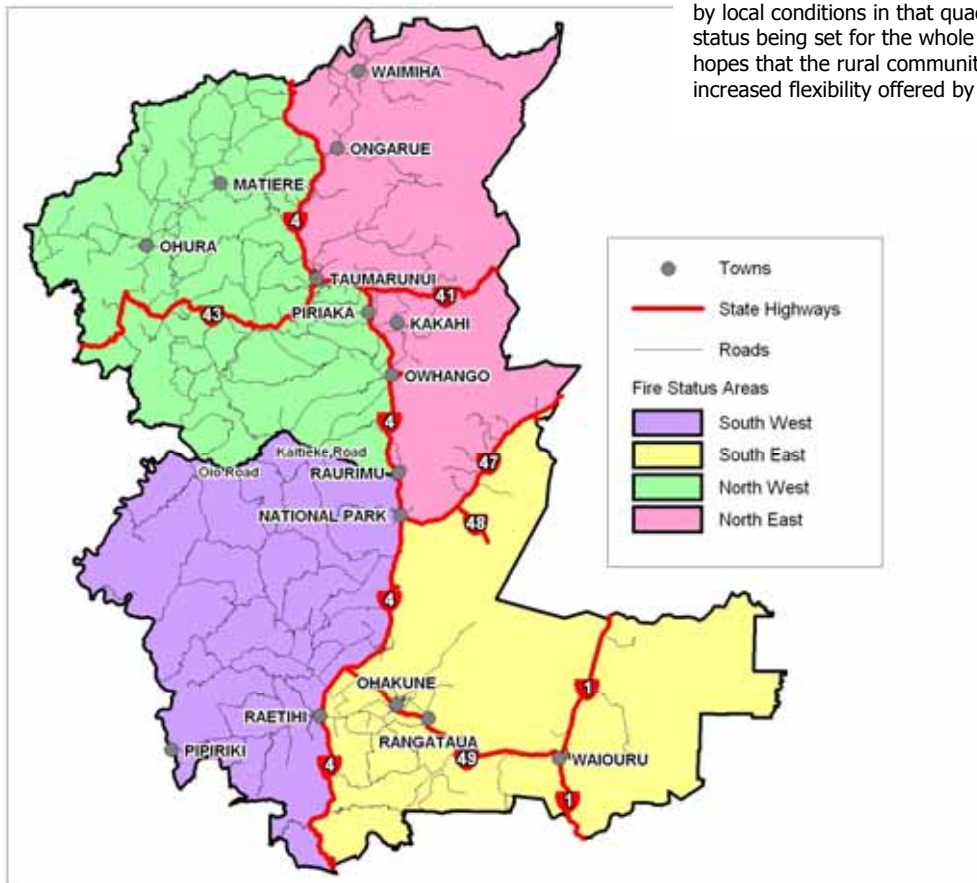 by local conditions in that qua
status being set for the whole
hopes that the rural communit
increased flexibility offered by
WAIMIHA
ONGARUE
MATIERE
4
OHURA
TAUMARUNUI
41
43
PIRIAKA
KAKAHI
OWHANGO
4
Kaitieke Road
Oio Road
RAURIMU
47
NATIONAL PARK
48
4
OHAKUNE
1
RAETIHI
RANGATAUA
4
49
WAIOURU
PIPIRIKI
1
Towns
State Highways
Roads
Fire Status Areas
South West
South East
North West
North East